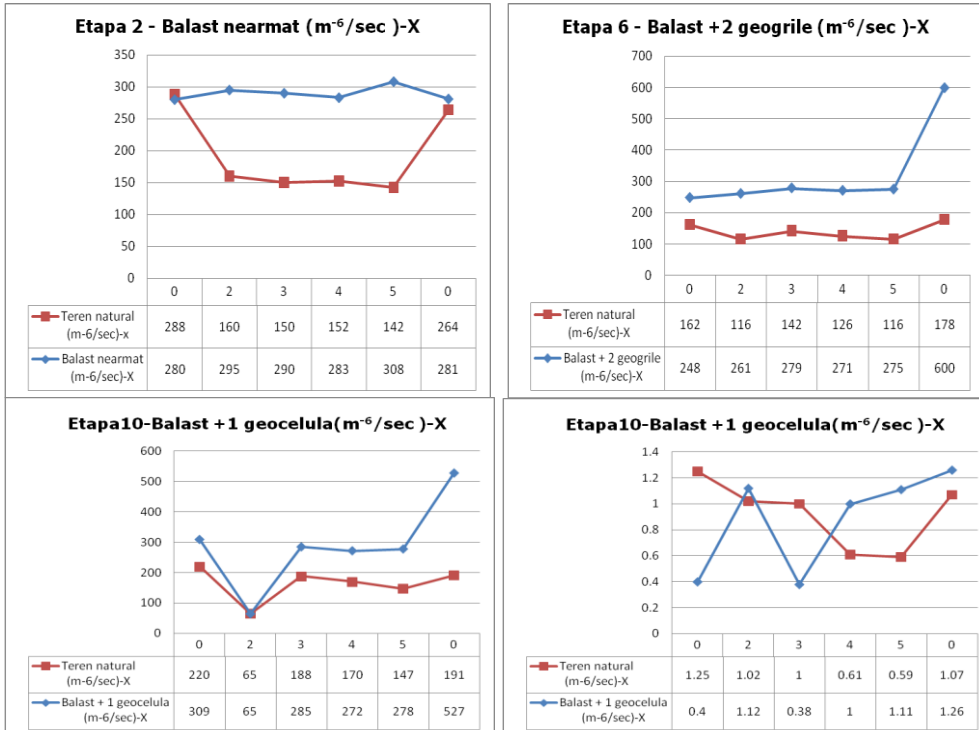 Etapa 2 - Balast nearmat (m⁻⁶/sec )-X
350
300
250
200
150
100
50
0
0 2 3 4 5 0
Teren natural (m-6/sec)-x 288 160 150 152 142 264
Balast nearmat (m-6/sec)-X 280 295 290 283 308 281
Etapa 6 - Balast +2 geogrile (m⁻⁶/sec )-X
700
600
500
400
300
200
100
0
0 2 3 4 5 0
Teren natural (m-6/sec)-X 162 116 142 126 116 178
Balast + 2 geogrile (m-6/sec)-X 248 261 279 271 275 600
Etapa10-Balast +1 geocelula(m⁻⁶/sec )-X
600
500
400
300
200
100
0
0 2 3 4 5 0
Teren natural (m-6/sec)-X 220 65 188 170 147 191
Balast + 1 geocelula (m-6/sec)-X 309 65 285 272 278 527
Etapa10-Balast +1 geocelula(m⁻⁶/sec )-X
1.4
1.2
1
0.8
0.6
0.4
0.2
0
0 2 3 4 5 0
Teren natural (m-6/sec)-X 1.25 1.02 1 0.61 0.59 1.07
Balast + 1 geocelula (m-6/sec)-X 0.4 1.12 0.38 1 1.11 1.26